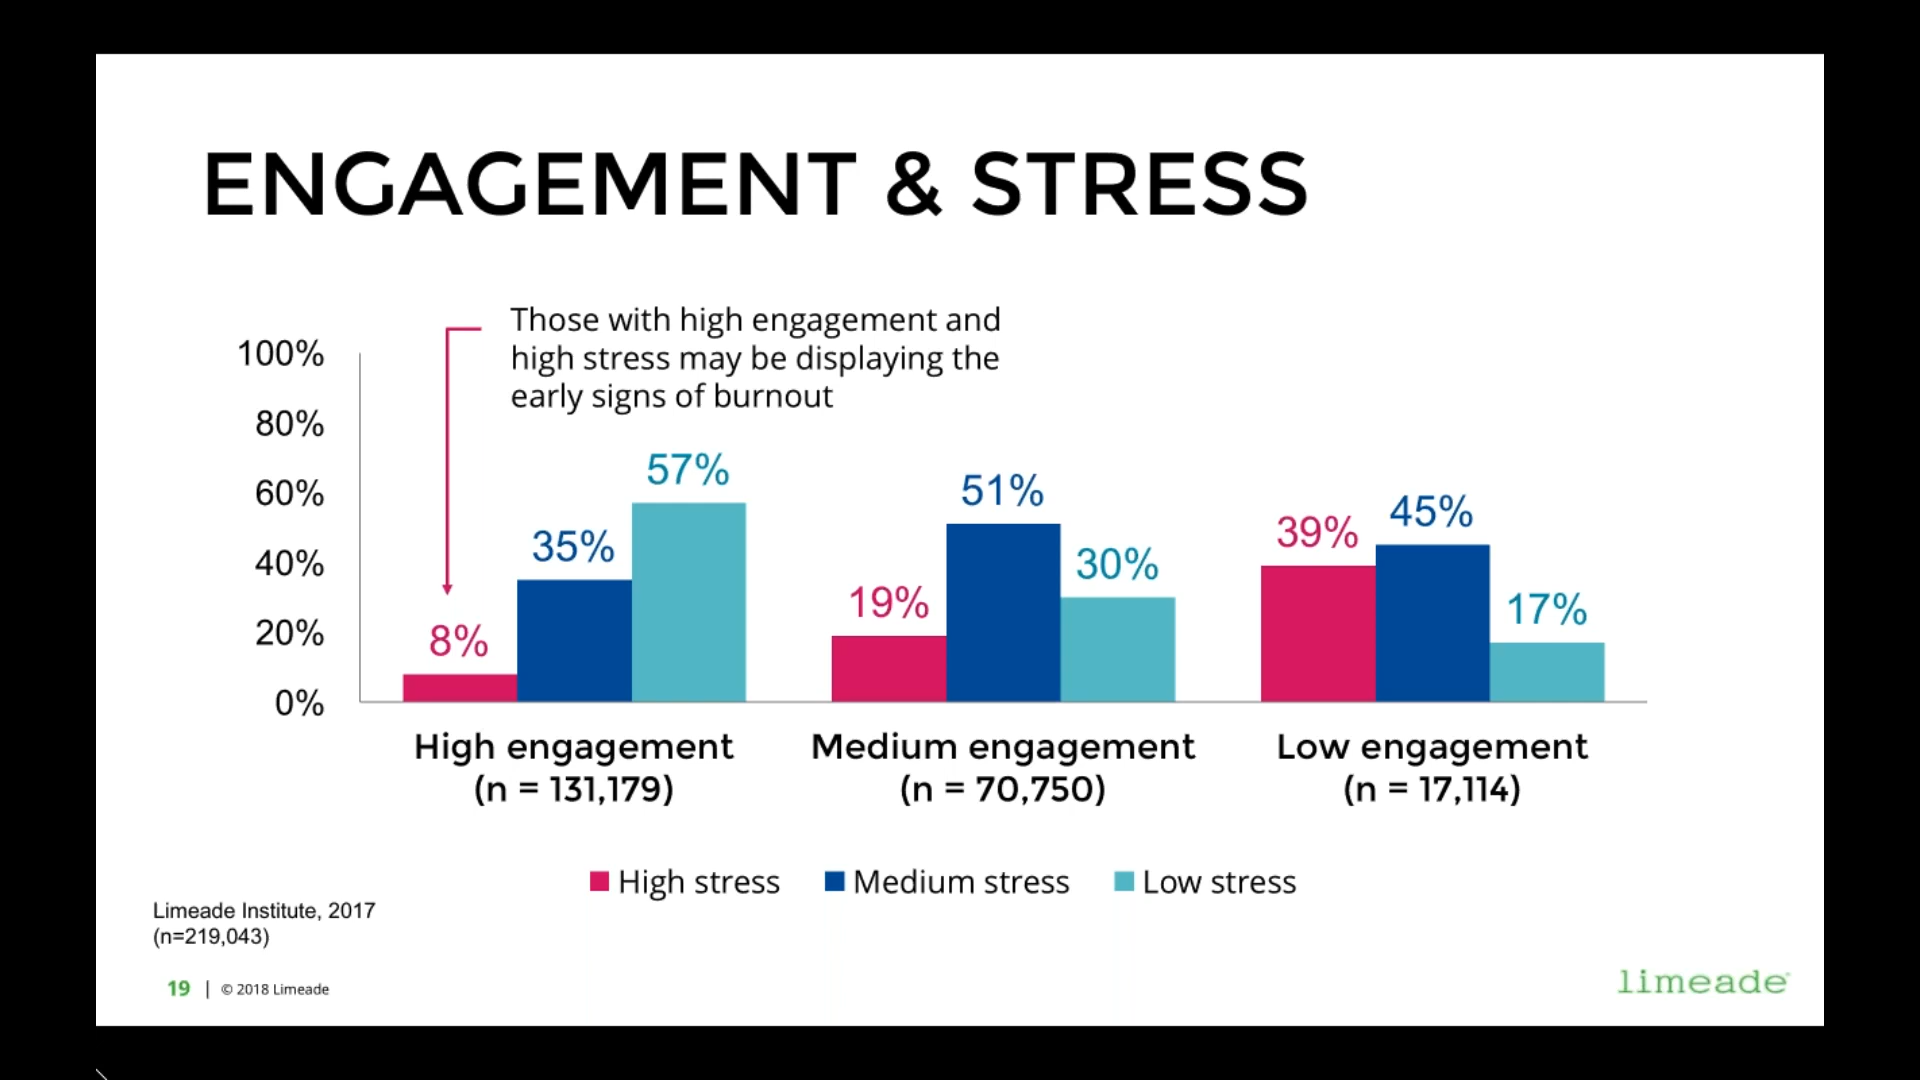 ENGAGEMENT & STRESS
Those with high engagement and
high stress may be displaying the
early signs of burnout
100%
80%
60%
40%
20%
0%
8%
35%
57%
19%
51%
30%
39%
45%
17%
High engagement
(n = 131,179)
Medium engagement
(n = 70,750)
Low engagement
(n = 17,114)
High stress
Medium stress
Low stress
Limeade Institute, 2017
(n=219,043)
19 | © 2018 Limeade
limeade